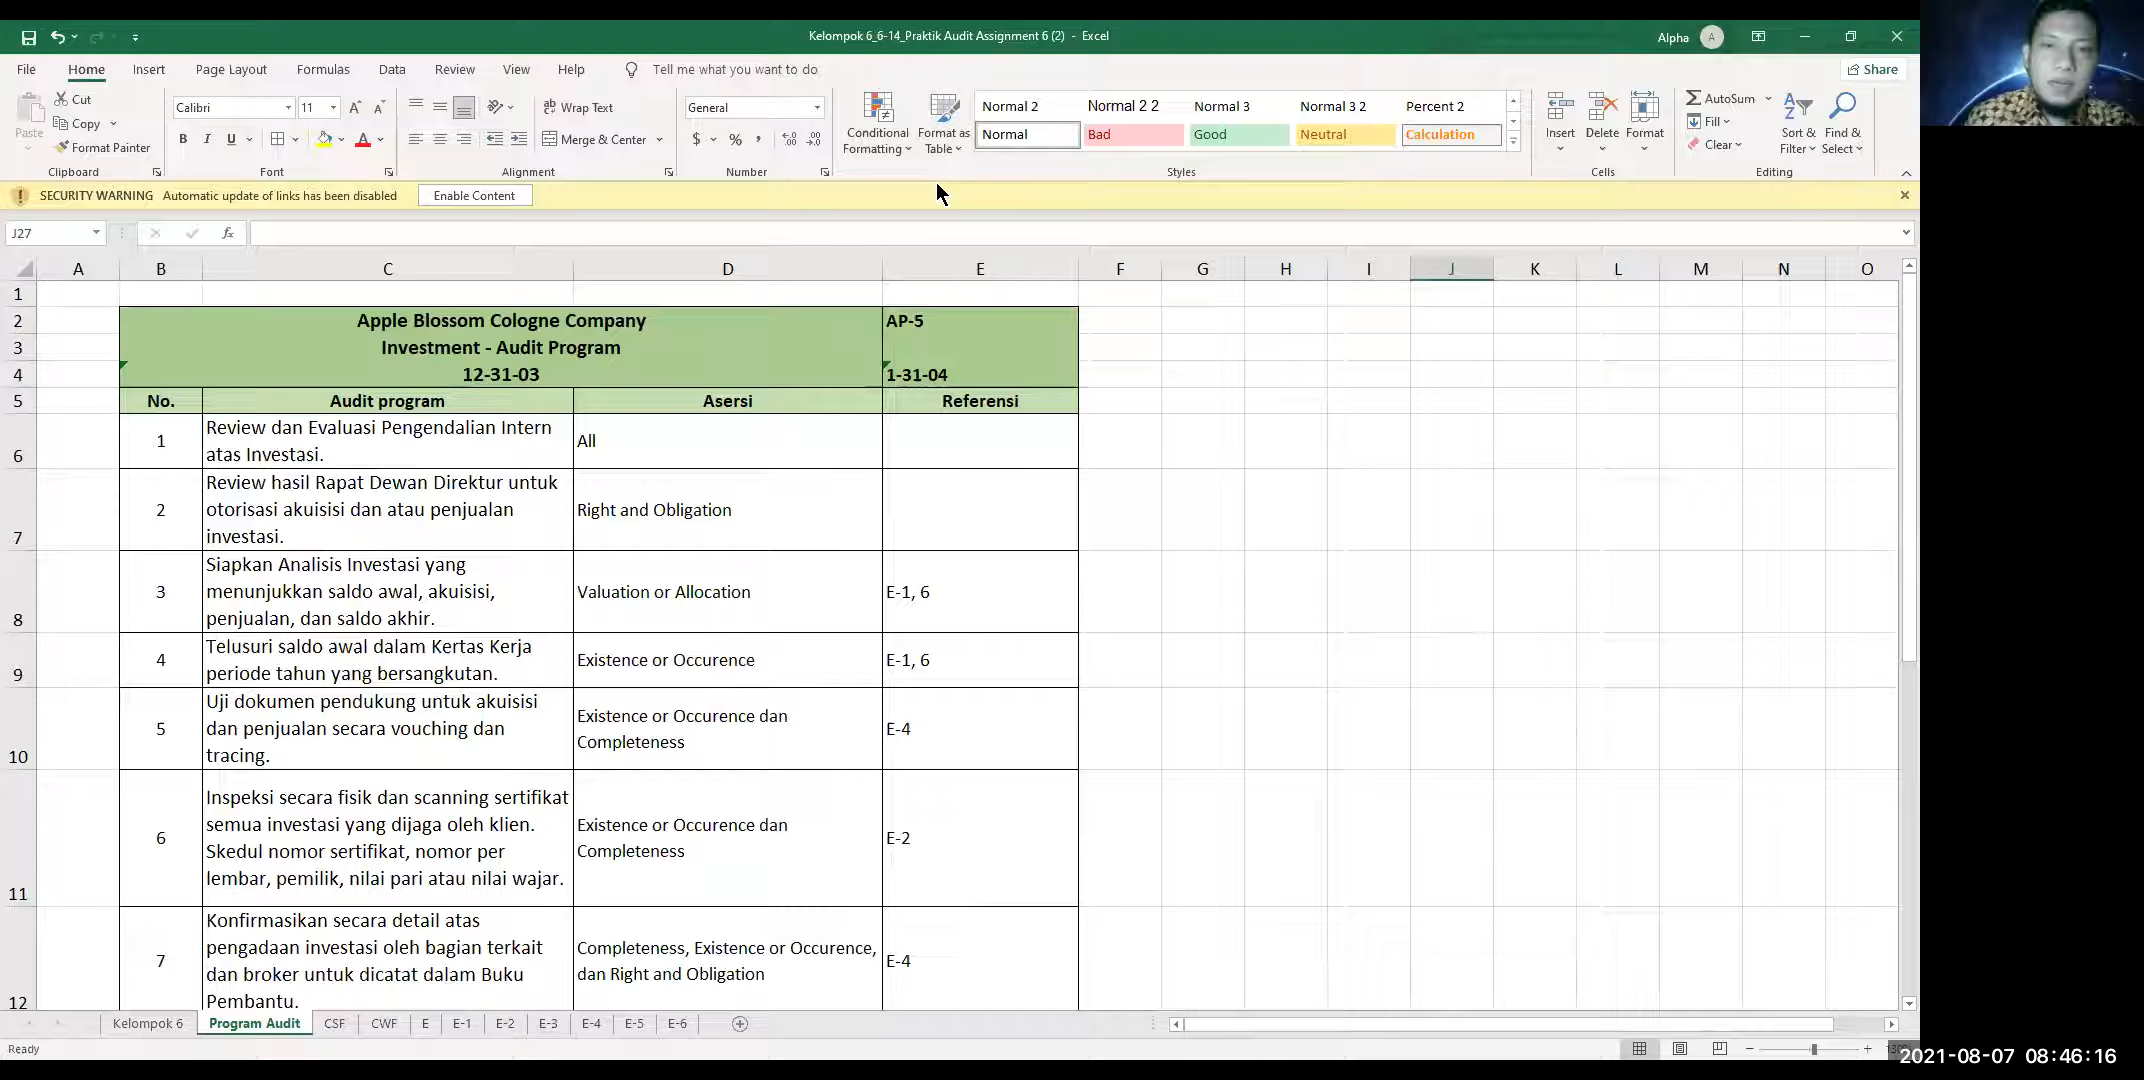 Kelompok 6_6-14_Praktik Audit Assignment 6 (2) - Excel
Alpha
A
File Home Insert Page Layout Formulas Data Review View Help Tell me what you want to do
Share
Paste
Cut
Copy
Format Painter
Clipboard
Calibri 11
B I U
Font
Wrap Text
Merge & Center
Alignment
General
$ % ,
Number
Conditional Formatting
Format as Table
Normal 2 Normal 2 2 Normal 3 Normal 3 2 Percent 2
Normal Bad Good Neutral Calculation
Styles
Insert Delete Format
Cells
AutoSum
Fill
Clear
Sort & Filter
Find & Select
Editing
SECURITY WARNING Automatic update of links has been disabled Enable Content
J27
fx
A B C D E F G H I J K L M N O
1
2 Apple Blossom Cologne Company AP-5
3 Investment - Audit Program
4 12-31-03 1-31-04
5 No. Audit program Asersi Referensi
6 1 Review dan Evaluasi Pengendalian Intern
atas Investasi. All
7 2 Review hasil Rapat Dewan Direktur untuk
otorisasi akuisisi dan atau penjualan
investasi. Right and Obligation
8 3 Siapkan Analisis Investasi yang
menunjukkan saldo awal, akuisisi,
penjualan, dan saldo akhir. Valuation or Allocation E-1, 6
9 4 Telusuri saldo awal dalam Kertas Kerja
periode tahun yang bersangkutan. Existence or Occurence E-1, 6
10 5 Uji dokumen pendukung untuk akuisisi
dan penjualan secara vouching dan
tracing. Existence or Occurence dan
Completeness E-4
11 6 Inspeksi secara fisik dan scanning sertifikat
semua investasi yang dijaga oleh klien.
Skedul nomor sertifikat, nomor per
lembar, pemilik, nilai pari atau nilai wajar. Existence or Occurence dan
Completeness E-2
12 7 Konfirmasikan secara detail atas
pengadaan investasi oleh bagian terkait
dan broker untuk dicatat dalam Buku
Pembantu. Completeness, Existence or Occurence,
dan Right and Obligation E-4
Kelompok 6 Program Audit CSF CWF E E-1 E-2 E-3 E-4 E-5 E-6
Ready
2021-08-07 08:46:16